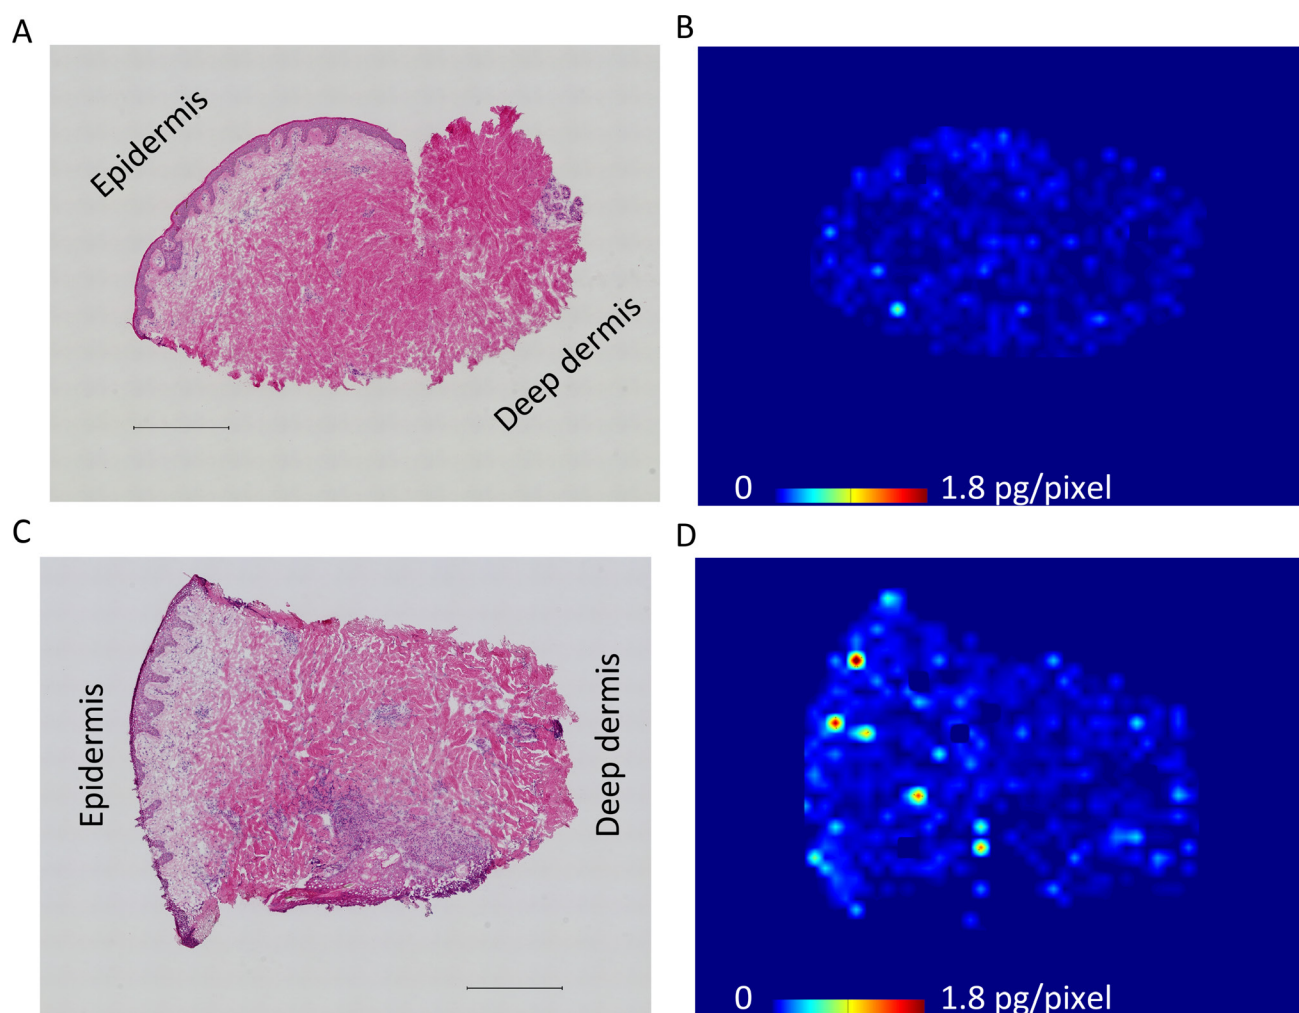 A
B
Epidermis
Deep dermis
0 1.8 pg/pixel
C
D
Epidermis
Deep dermis
0 1.8 pg/pixel